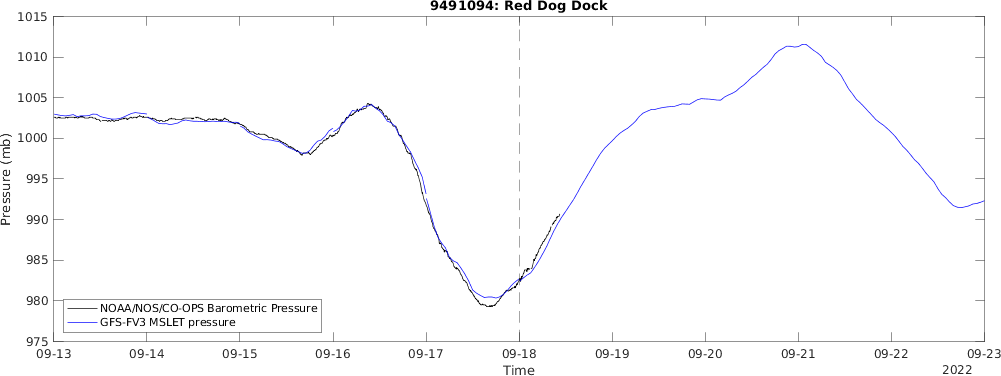 9491094: Red Dog Dock
1015
1010
1005
1000
995
990
985
980
975
Pressure (mb)
NOAA/NOS/CO-OPS Barometric Pressure
GFS-FV3 MSLET pressure
09-13 09-14 09-15 09-16 09-17 09-18 09-19 09-20 09-21 09-22 09-23
Time
2022